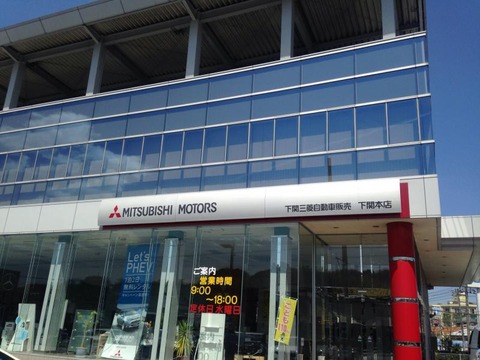 MITSUBISHI MOTORS
下関三菱自動車販売 下関本店
Let's
PHEV
ご案内
営業時間
9:00
～18:00
定休日水曜日